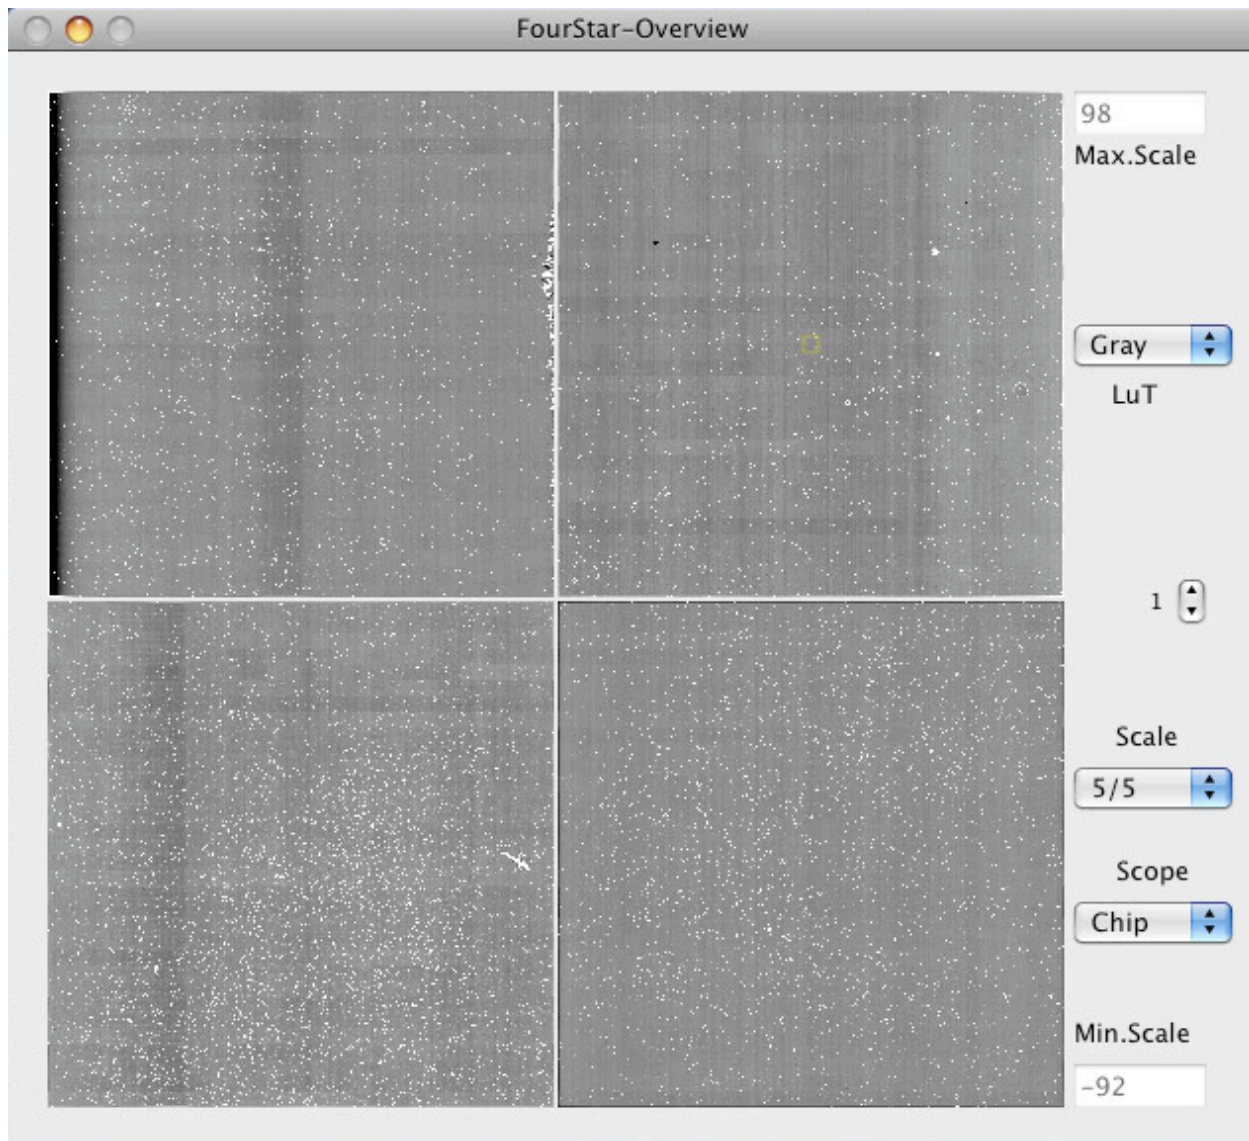 FourStar-Overview
98
Max.Scale
Gray
LuT
1
Scale
5/5
Scope
Chip
Min.Scale
-92